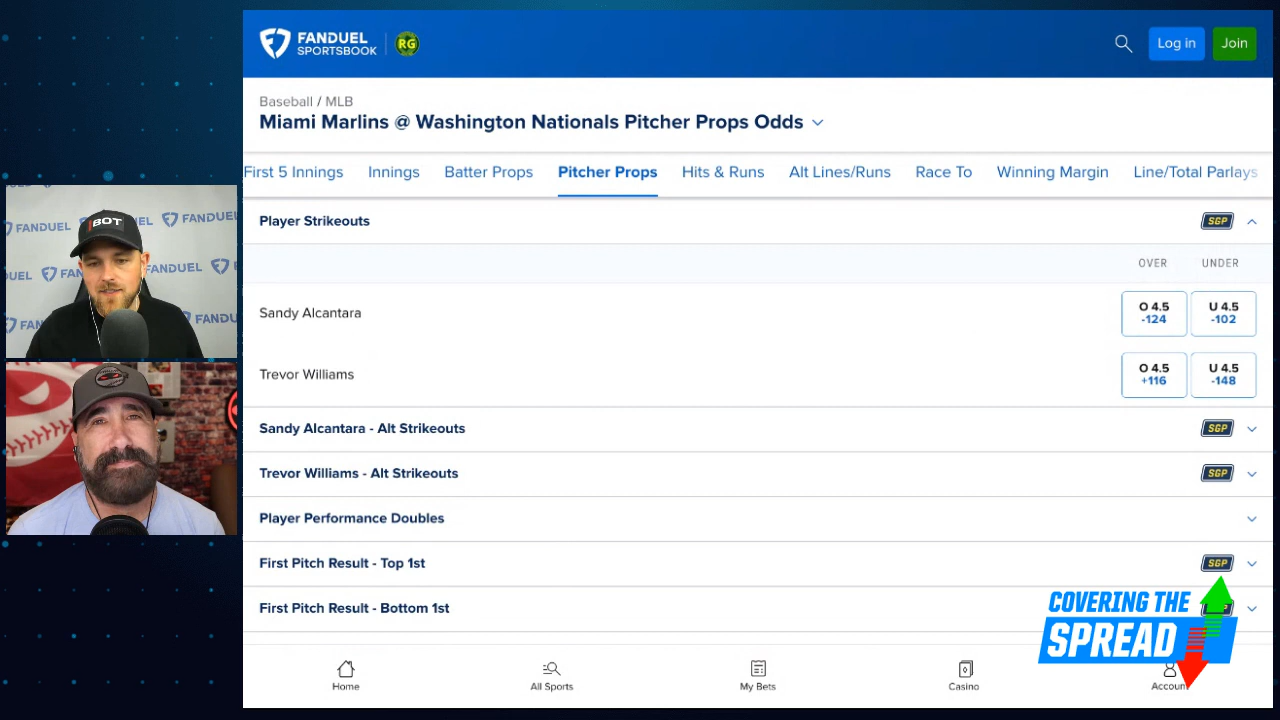 FANDUEL
SPORTSBOOK
RG
Log in
Join
Baseball / MLB
Miami Marlins @ Washington Nationals Pitcher Props Odds
First 5 Innings
Innings
Batter Props
Pitcher Props
Hits & Runs
Alt Lines/Runs
Race To
Winning Margin
Line/Total Parlays
Player Strikeouts
SGP
OVER
UNDER
Sandy Alcantara
O 4.5
-124
U 4.5
-102
Trevor Williams
O 4.5
+116
U 4.5
-148
Sandy Alcantara - Alt Strikeouts
SGP
Trevor Williams - Alt Strikeouts
SGP
Player Performance Doubles
First Pitch Result - Top 1st
SGP
First Pitch Result - Bottom 1st
COVERING THE
SPREAD
Home
All Sports
My Bets
Casino
Account
FANDUEL
BOT
FANDUEL
FANDUEL